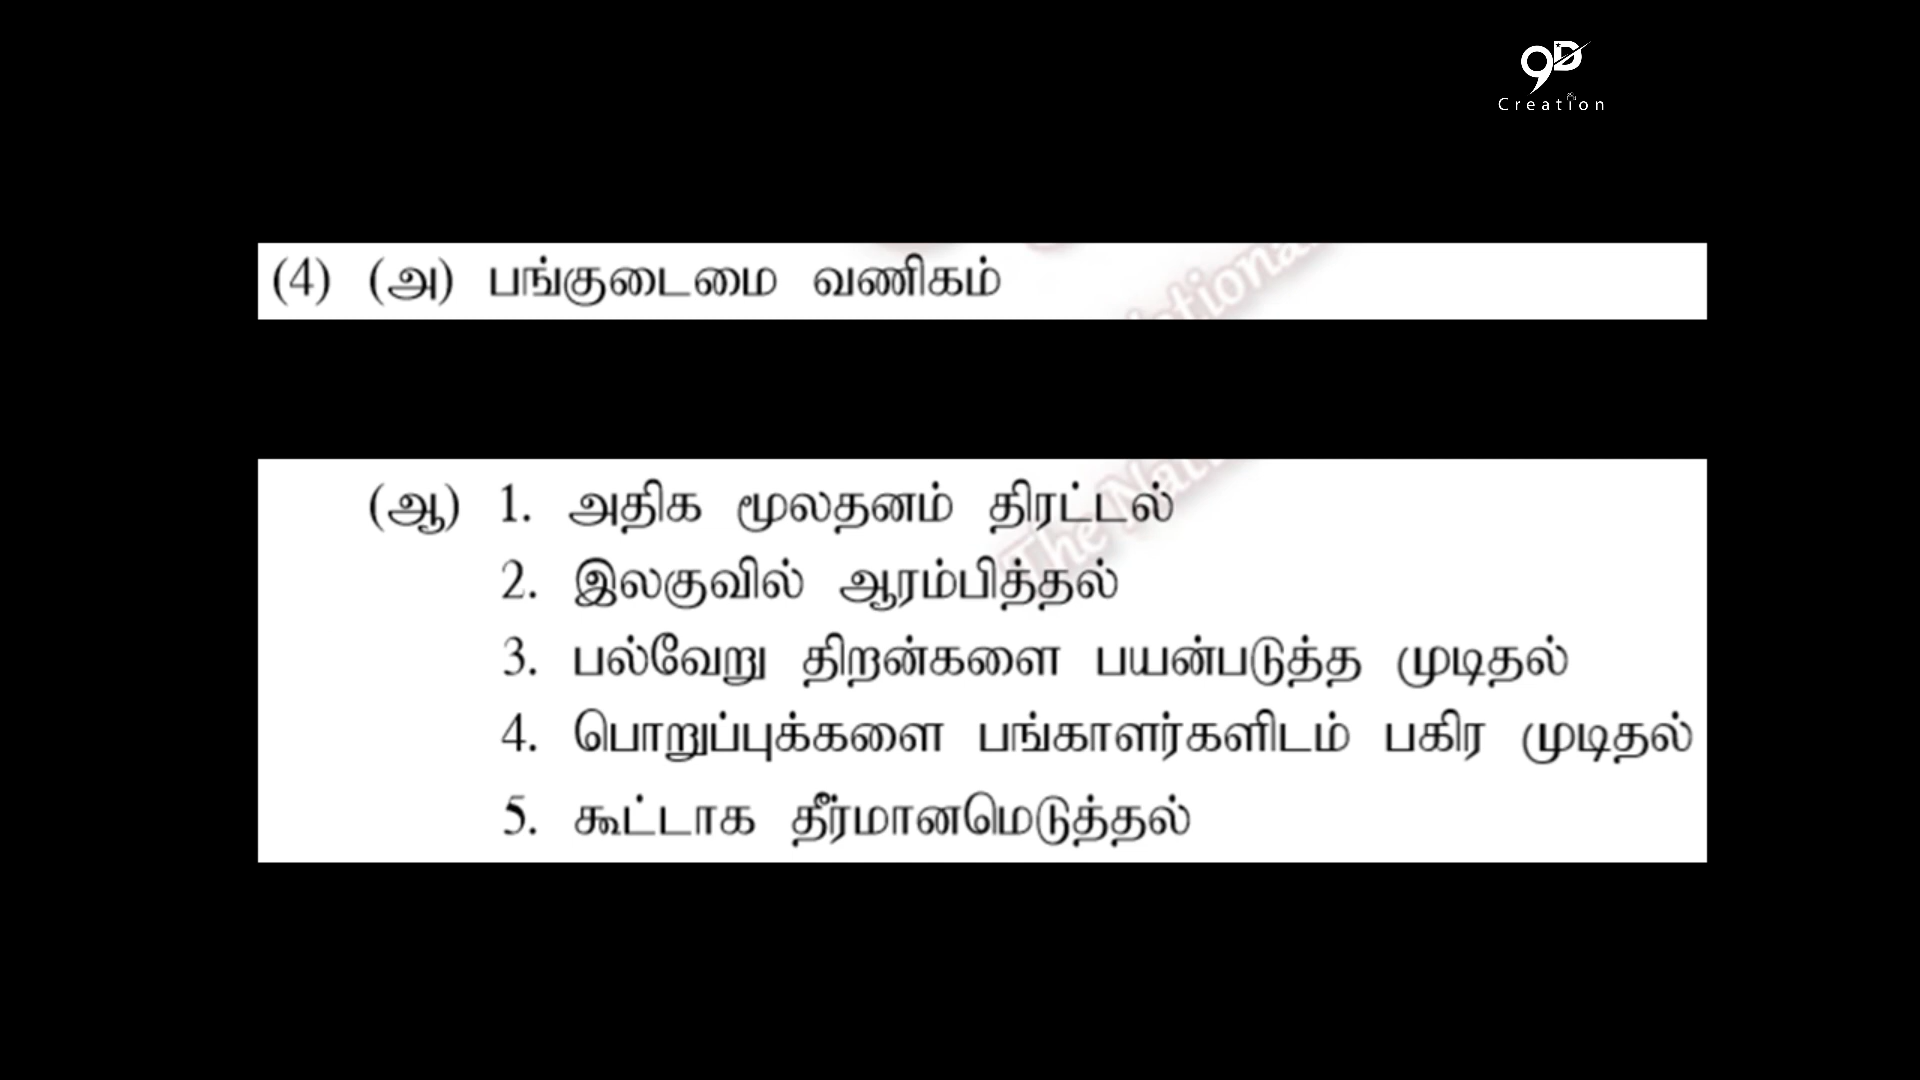 9D
Creation
(4) (அ) பங்குடைமை வணிகம்
(ஆ) 1. அதிக மூலதனம் திரட்டல்
2. இலகுவில் ஆரம்பித்தல்
3. பல்வேறு திறன்களை பயன்படுத்த முடிதல்
4. பொறுப்புக்களை பங்காளர்களிடம் பகிர முடிதல்
5. கூட்டாக தீர்மானமெடுத்தல்